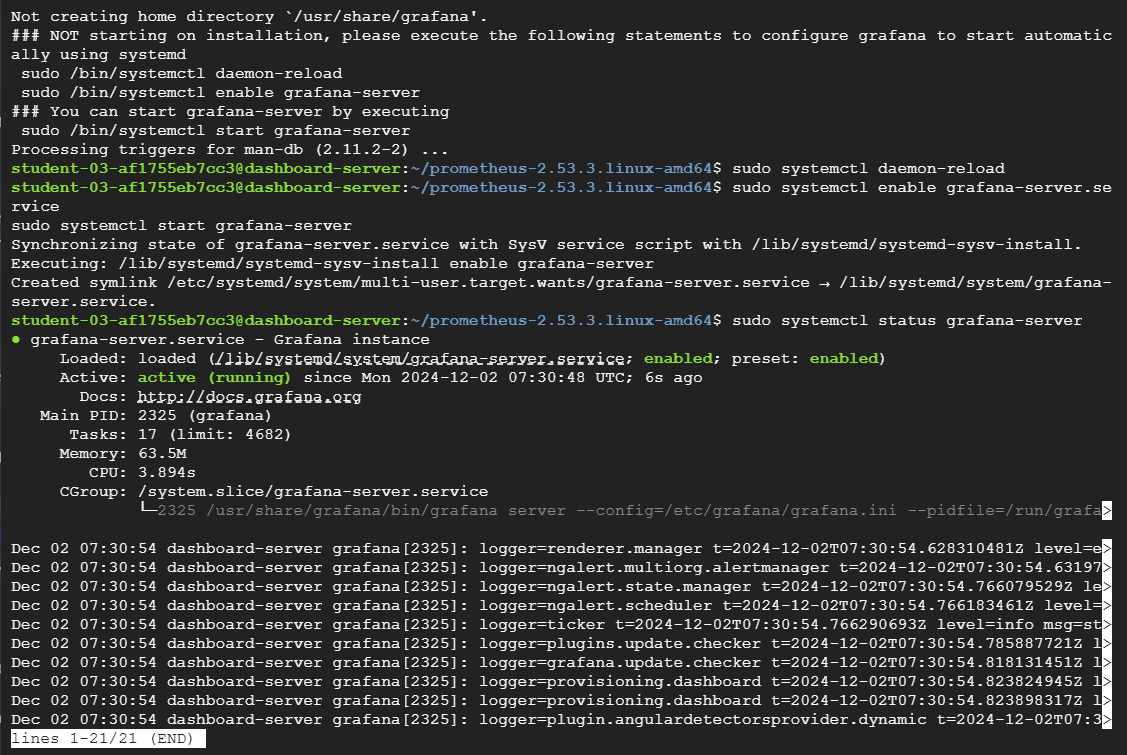 Not creating home directory `/usr/share/grafana'.
### NOT starting on installation, please execute the following statements to configure grafana to start automatic
ally using systemd
 sudo /bin/systemctl daemon-reload
 sudo /bin/systemctl enable grafana-server
### You can start grafana-server by executing
 sudo /bin/systemctl start grafana-server
Processing triggers for man-db (2.11.2-2) ...
student-03-af1755eb7cc3@dashboard-server:~/prometheus-2.53.3.linux-amd64$ sudo systemctl daemon-reload
student-03-af1755eb7cc3@dashboard-server:~/prometheus-2.53.3.linux-amd64$ sudo systemctl enable grafana-server.se
rvice
sudo systemctl start grafana-server
Synchronizing state of grafana-server.service with SysV service script with /lib/systemd/systemd-sysv-install.
Executing: /lib/systemd/systemd-sysv-install enable grafana-server
Created symlink /etc/systemd/system/multi-user.target.wants/grafana-server.service → /lib/systemd/system/grafana-
server.service.
student-03-af1755eb7cc3@dashboard-server:~/prometheus-2.53.3.linux-amd64$ sudo systemctl status grafana-server
● grafana-server.service - Grafana instance
     Loaded: loaded (/lib/systemd/system/grafana-server.service; enabled; preset: enabled)
     Active: active (running) since Mon 2024-12-02 07:30:48 UTC; 6s ago
       Docs: http://docs.grafana.org
   Main PID: 2325 (grafana)
      Tasks: 17 (limit: 4682)
     Memory: 63.5M
        CPU: 3.894s
     CGroup: /system.slice/grafana-server.service
             └─2325 /usr/share/grafana/bin/grafana server --config=/etc/grafana/grafana.ini --pidfile=/run/grafa>
Dec 02 07:30:54 dashboard-server grafana[2325]: logger=renderer.manager t=2024-12-02T07:30:54.628310481Z level=e>
Dec 02 07:30:54 dashboard-server grafana[2325]: logger=ngalert.multiorg.alertmanager t=2024-12-02T07:30:54.63197>
Dec 02 07:30:54 dashboard-server grafana[2325]: logger=ngalert.state.manager t=2024-12-02T07:30:54.766079529Z le>
Dec 02 07:30:54 dashboard-server grafana[2325]: logger=ngalert.scheduler t=2024-12-02T07:30:54.766183461Z level=>
Dec 02 07:30:54 dashboard-server grafana[2325]: logger=ticker t=2024-12-02T07:30:54.766290693Z level=info msg=st>
Dec 02 07:30:54 dashboard-server grafana[2325]: logger=plugins.update.checker t=2024-12-02T07:30:54.785887721Z l>
Dec 02 07:30:54 dashboard-server grafana[2325]: logger=grafana.update.checker t=2024-12-02T07:30:54.818131451Z l>
Dec 02 07:30:54 dashboard-server grafana[2325]: logger=provisioning.dashboard t=2024-12-02T07:30:54.823824945Z l>
Dec 02 07:30:54 dashboard-server grafana[2325]: logger=provisioning.dashboard t=2024-12-02T07:30:54.823898317Z l>
Dec 02 07:30:54 dashboard-server grafana[2325]: logger=plugin.angulardetectorsprovider.dynamic t=2024-12-02T07:3>
lines 1-21/21 (END)